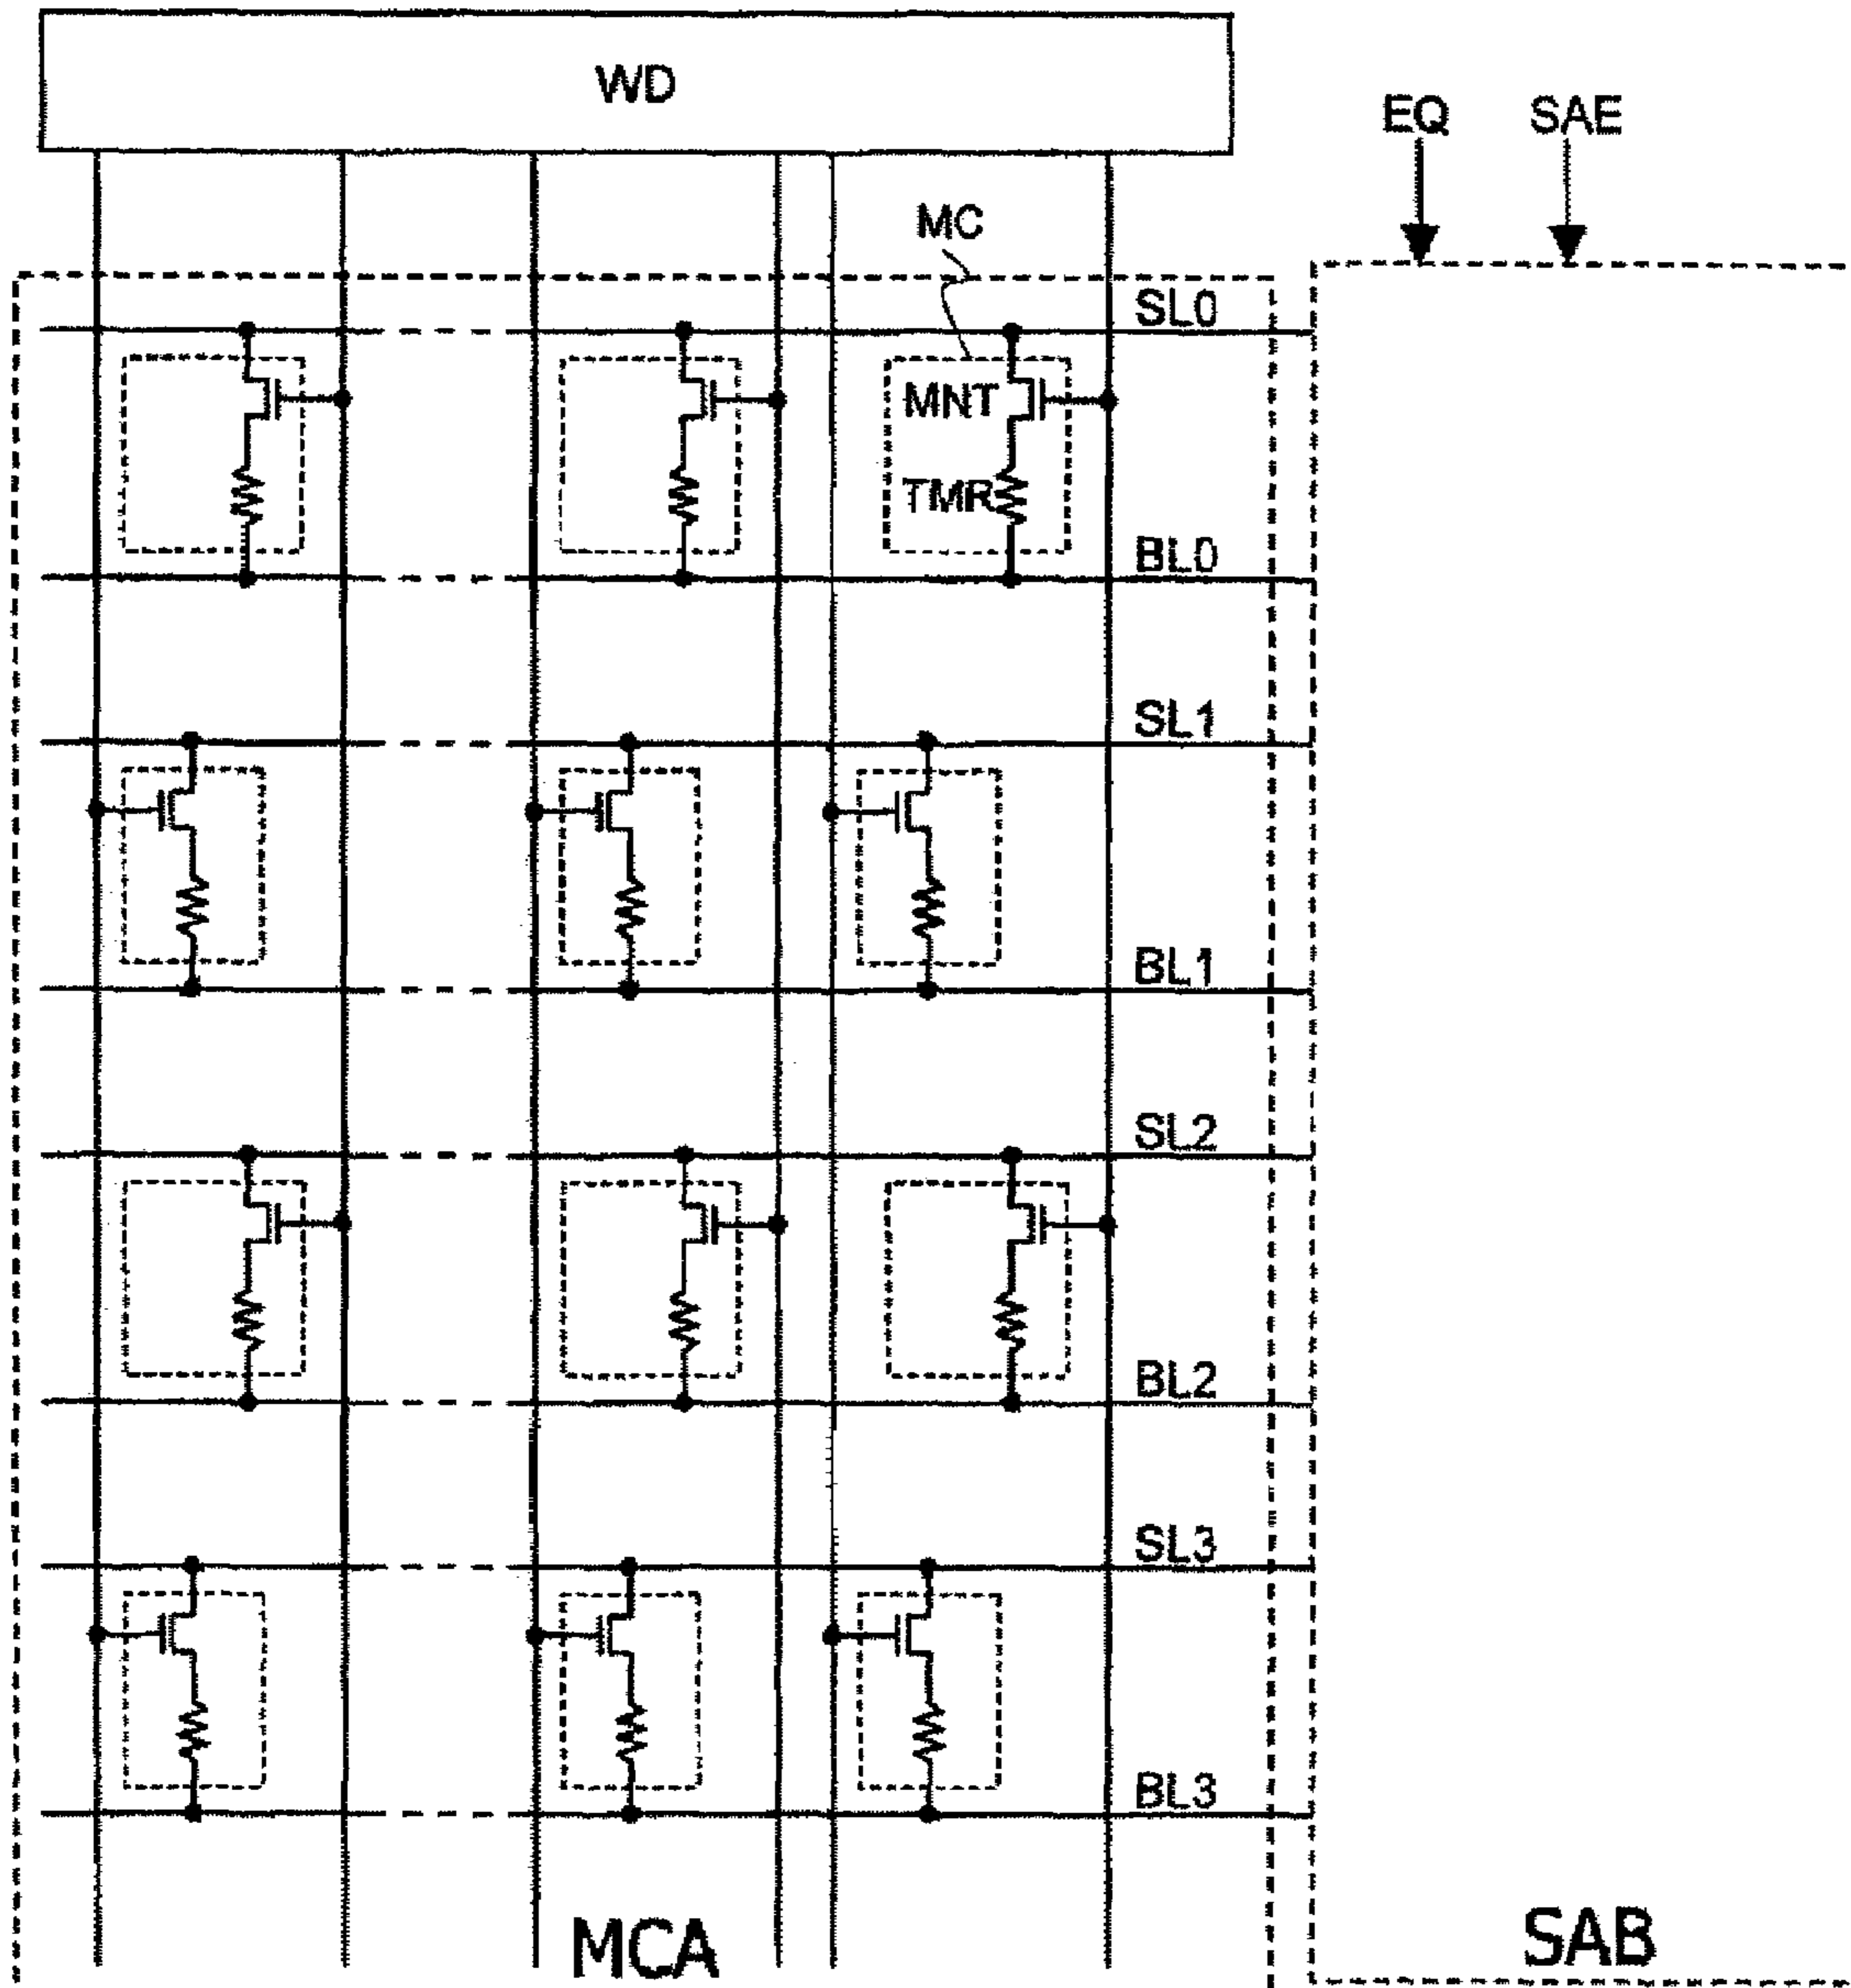 WD
EQ SAE
MC
SL0
MNT
TMR
BL0
SL1
BL1
SL2
BL2
SL3
BL3
MCA
SAB